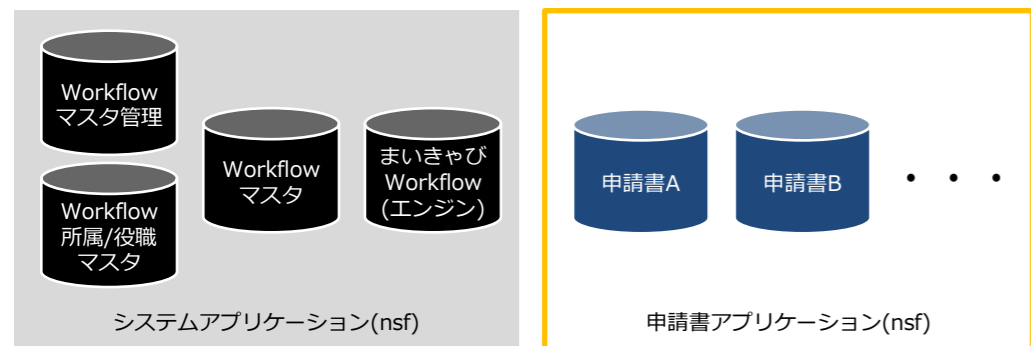 Workflow
マスタ管理
Workflow
所属/役職
マスタ
Workflow
マスタ
まいきゃび
Workflow
(エンジン)
システムアプリケーション(nsf)
申請書A
申請書B
・・・
申請書アプリケーション(nsf)